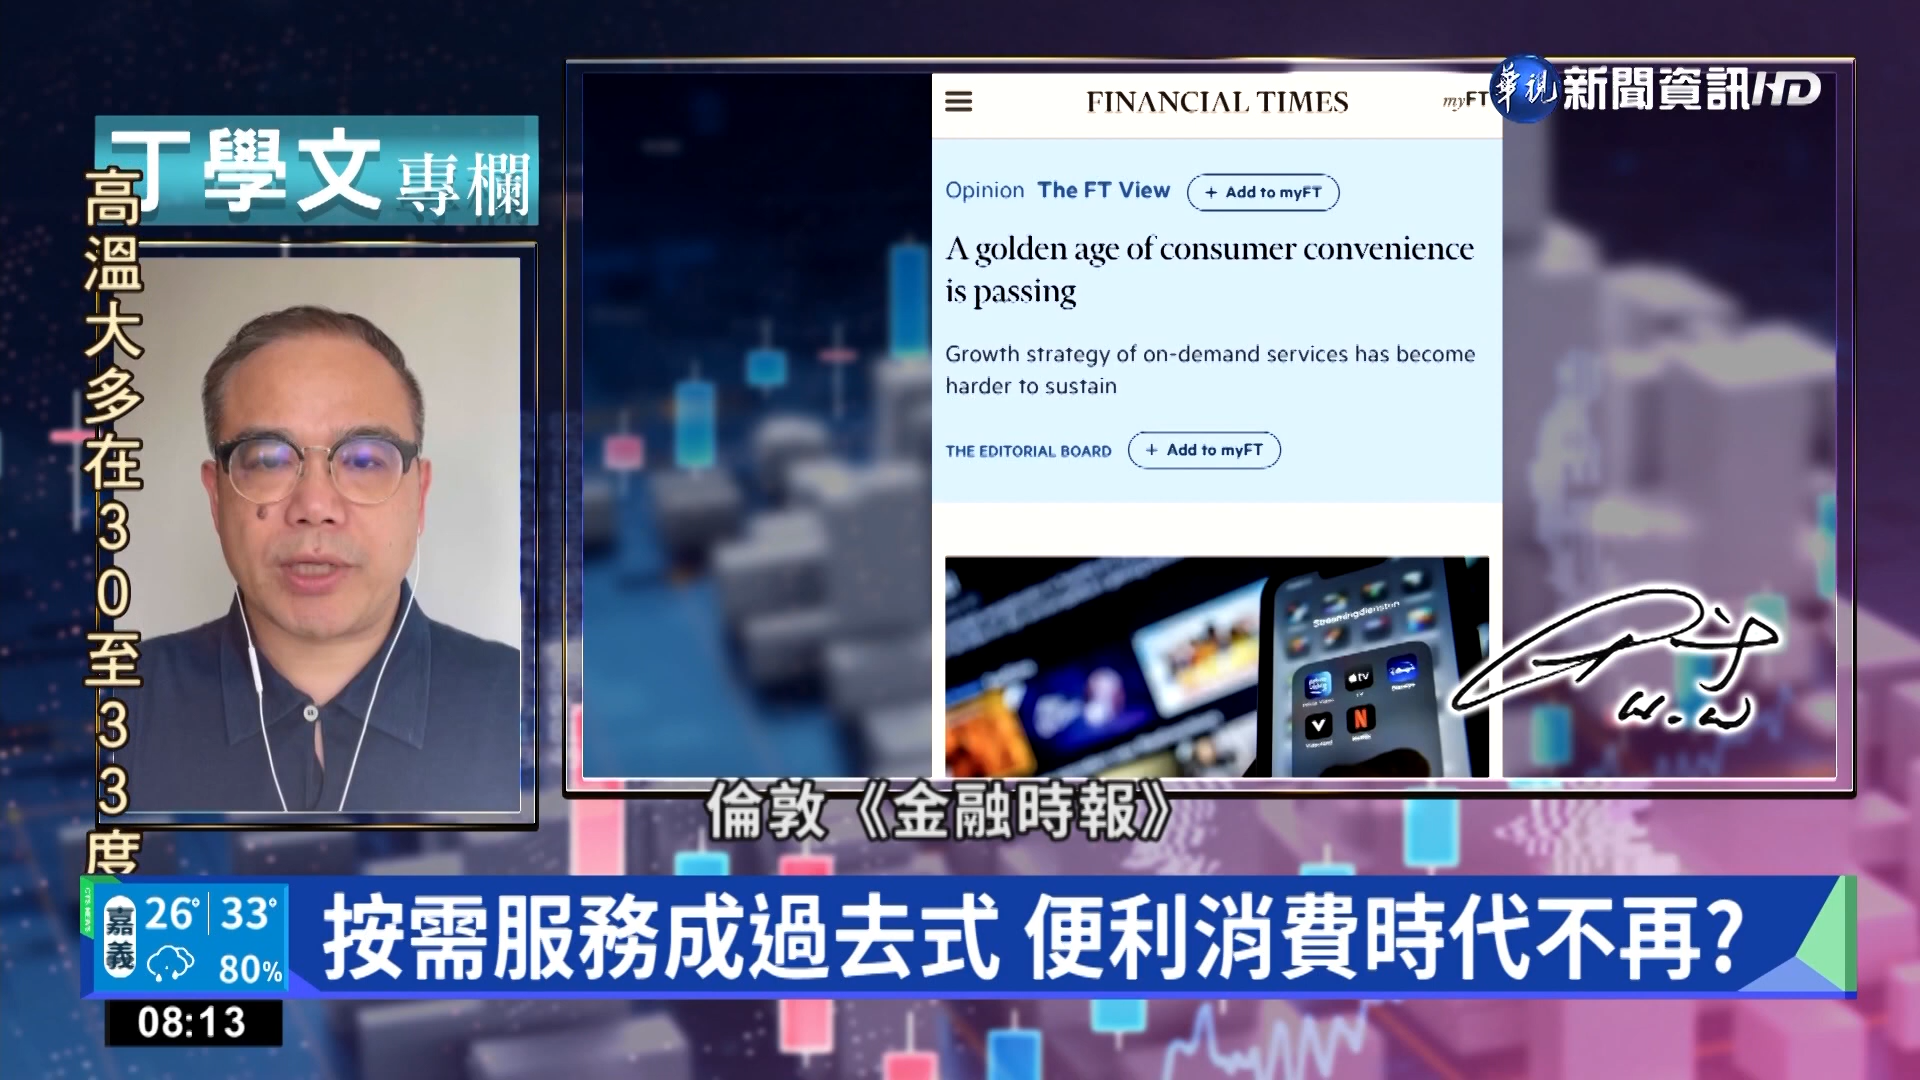 丁學文專欄
高溫大多在30至33度
華視新聞資訊HD
FINANCIAL TIMES
myFT
Opinion The FT View + Add to myFT
A golden age of consumer convenience
is passing
Growth strategy of on-demand services has become
harder to sustain
THE EDITORIAL BOARD + Add to myFT
Streamingdiensten
tv
N
W.W
倫敦《金融時報》
按需服務成過去式 便利消費時代不再?
CTS NEWS
嘉義
26° 33°
80%
08:13